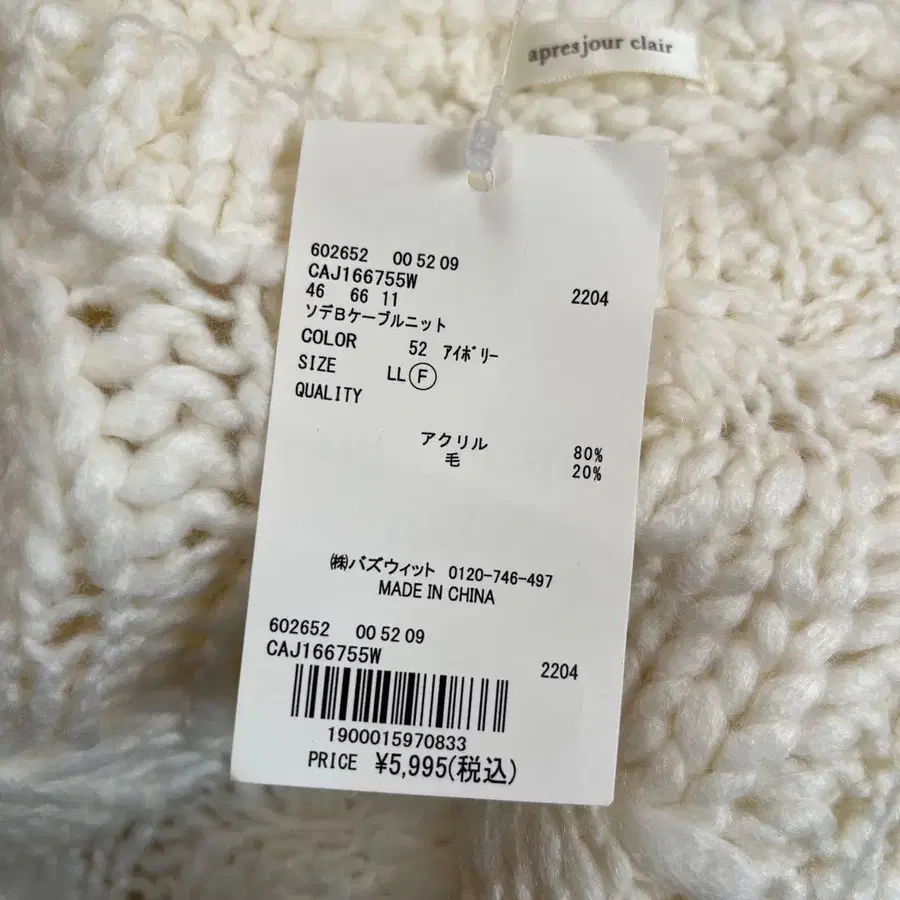 apresjour clair
602652 00 52 09
CAJ166755W
46 66 11 2204
ソデBケーブルニット
COLOR 52 ｱｲﾎﾞﾘｰ
SIZE LL Ⓕ
QUALITY
アクリル 80%
毛 20%
㈱バズウィット 0120-746-497
MADE IN CHINA
602652 00 52 09
CAJ166755W 2204
1900015970833
PRICE ¥5,995(税込)